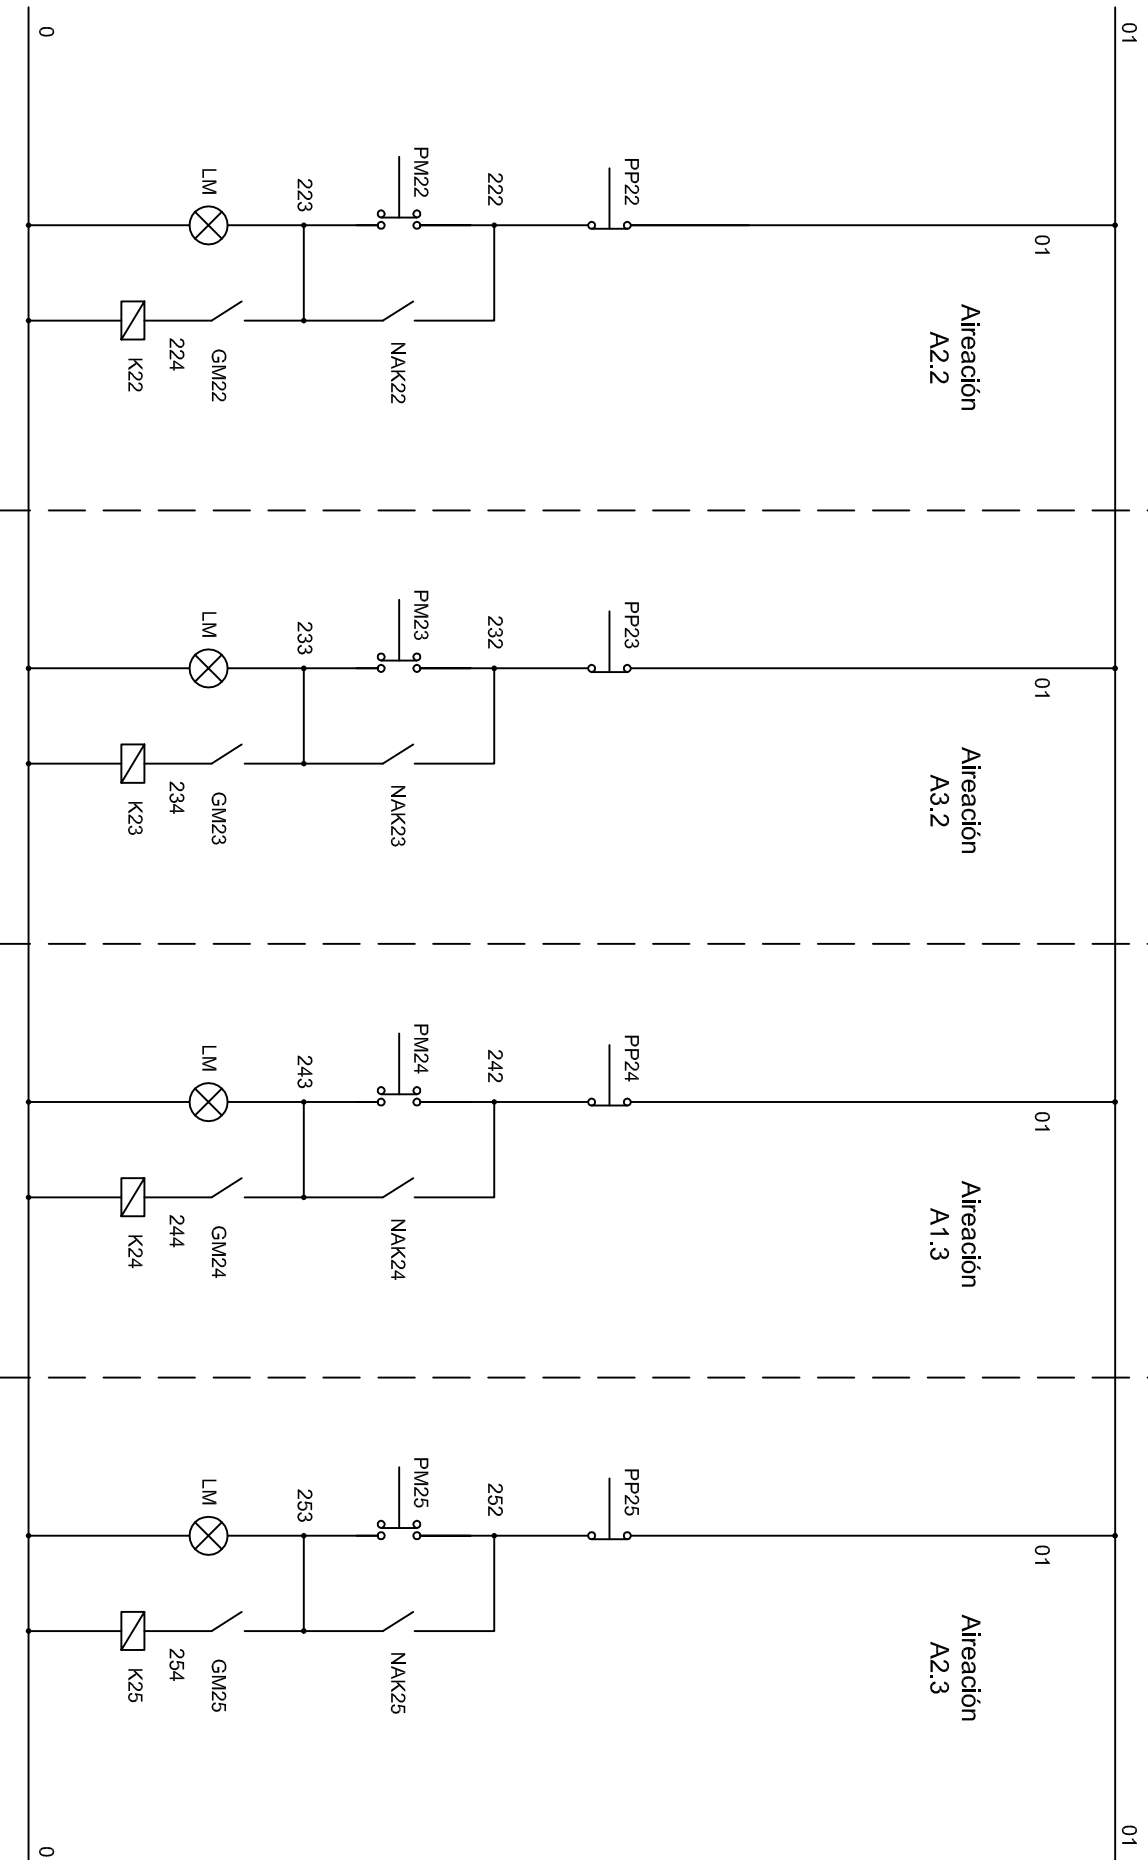 01
01
01
Aireación
A2.2
PP22
222
PM22
NAK22
223
LM
GM22
224
K22
01
Aireación
A3.2
PP23
232
PM23
NAK23
233
LM
GM23
234
K23
01
Aireación
A1.3
PP24
242
PM24
NAK24
243
LM
GM24
244
K24
01
Aireación
A2.3
PP25
252
PM25
NAK25
253
LM
GM25
254
K25
0
0